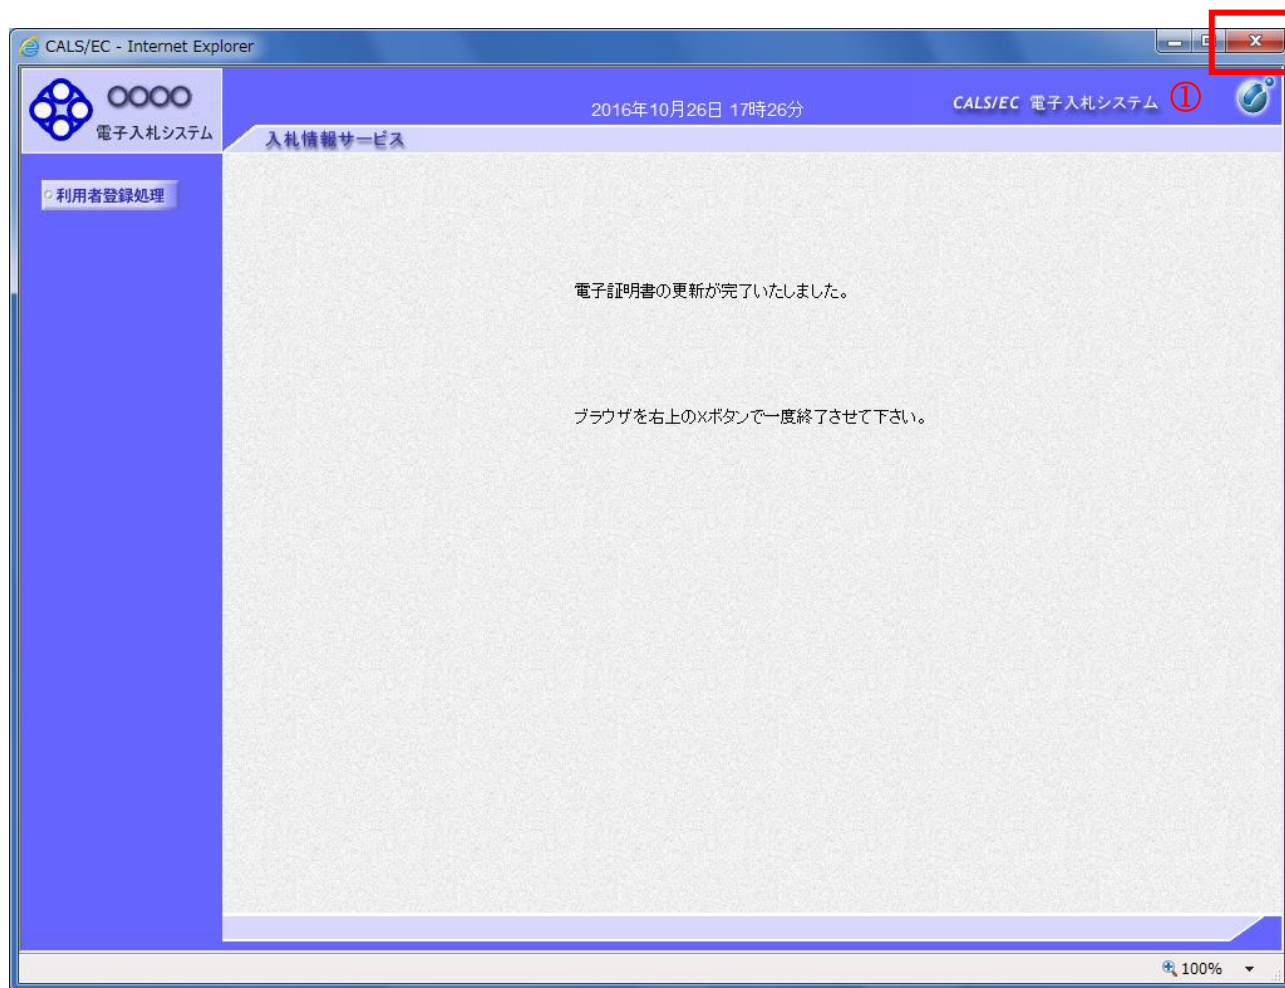 CALS/EC - Internet Explorer
○○○○
電子入札システム
2016年10月26日 17時26分
CALS/EC 電子入札システム
①
入札情報サービス
利用者登録処理
電子証明書の更新が完了いたしました。
ブラウザを右上の×ボタンで一度終了させて下さい。
100%